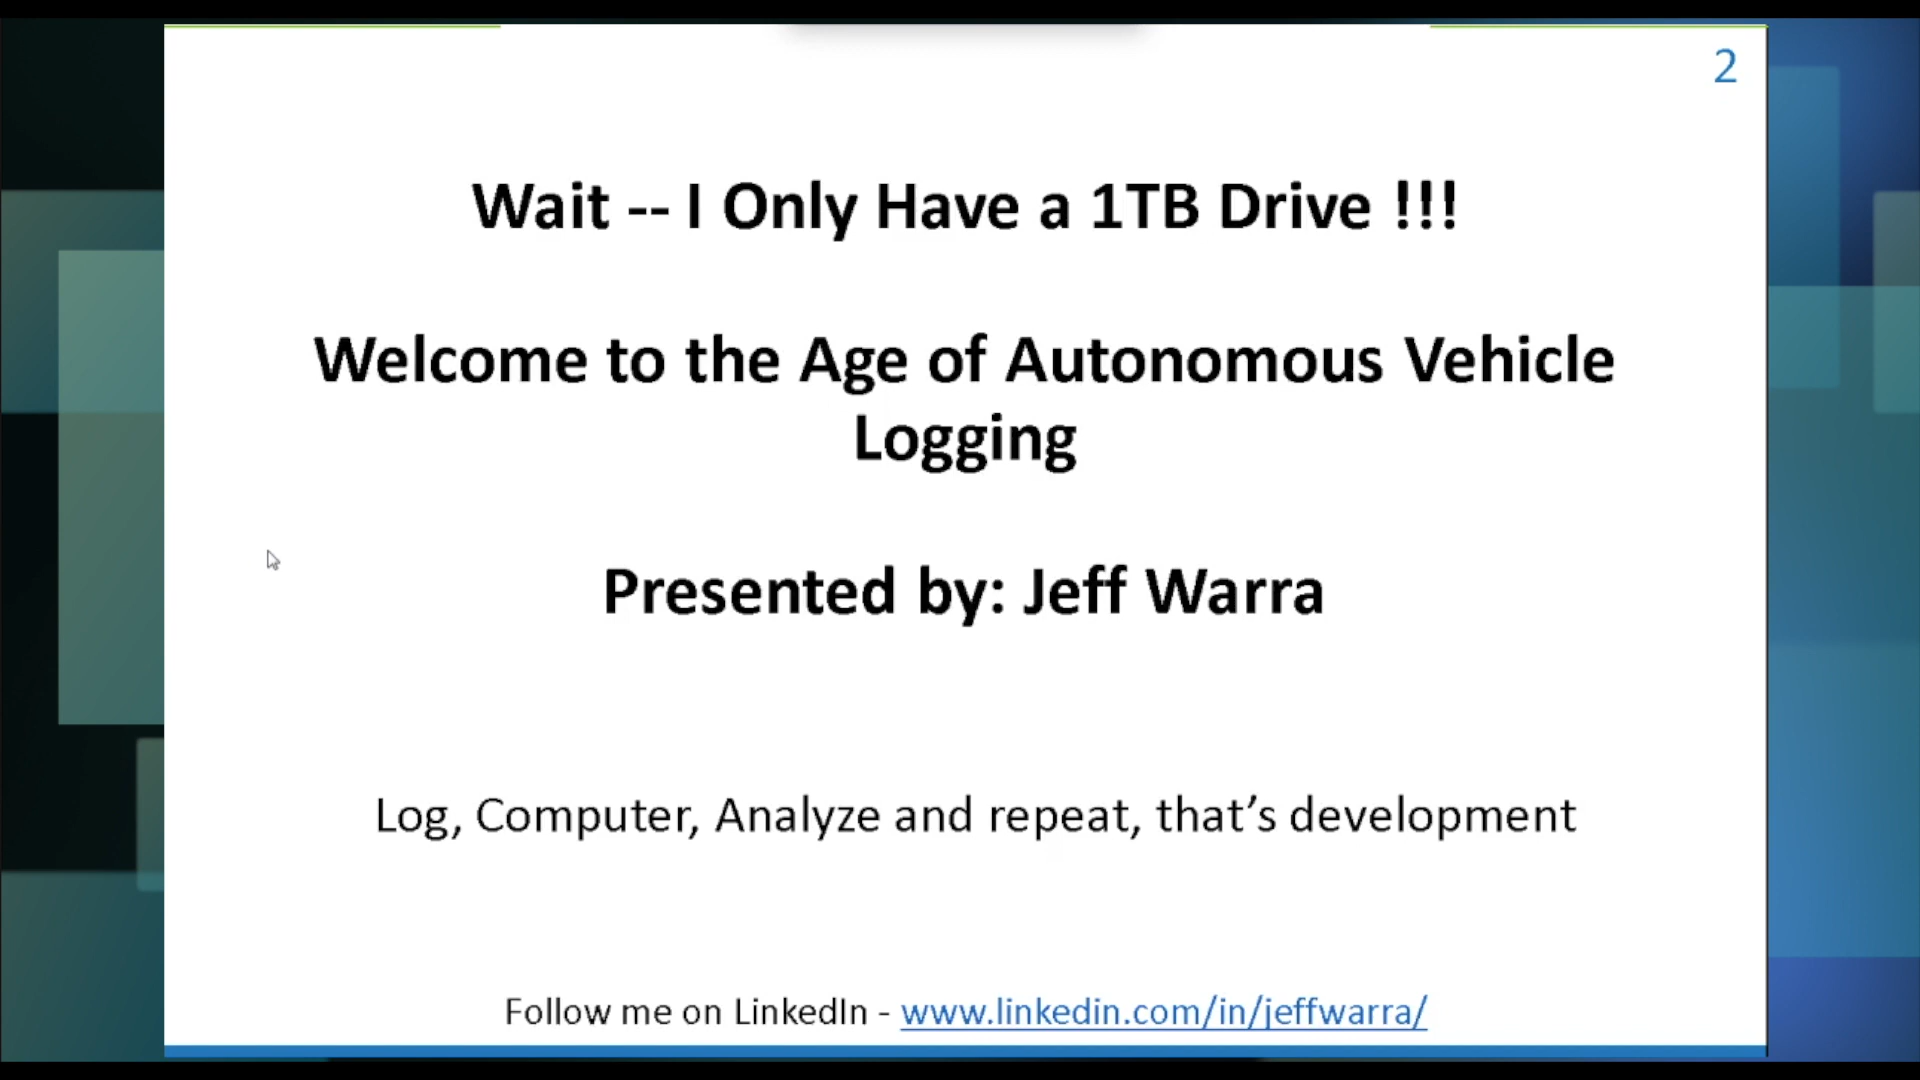 2
Wait -- I Only Have a 1TB Drive !!!
Welcome to the Age of Autonomous Vehicle
Logging
Presented by: Jeff Warra
Log, Computer, Analyze and repeat, that’s development
Follow me on LinkedIn - www.linkedin.com/in/jeffwarra/